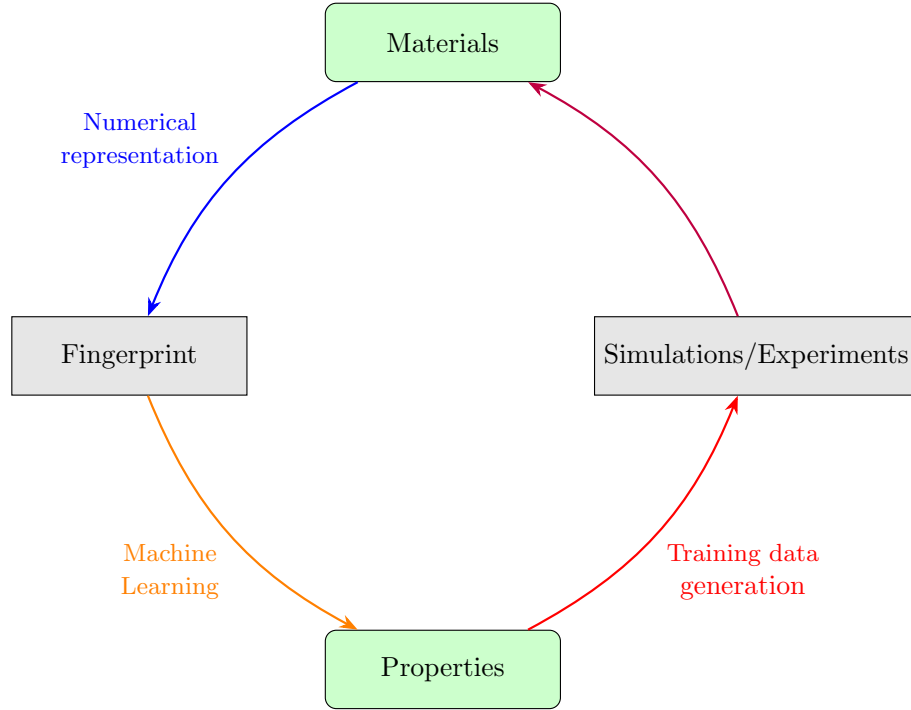 Materials
Numerical
representation
Fingerprint
Simulations/Experiments
Machine
Learning
Training data
generation
Properties